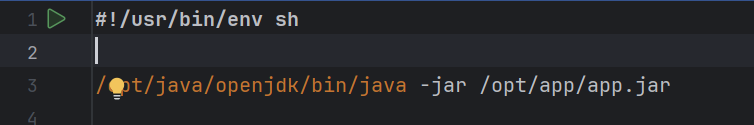 1 #!/usr/bin/env sh
2
3 /opt/java/openjdk/bin/java -jar /opt/app/app.jar
4